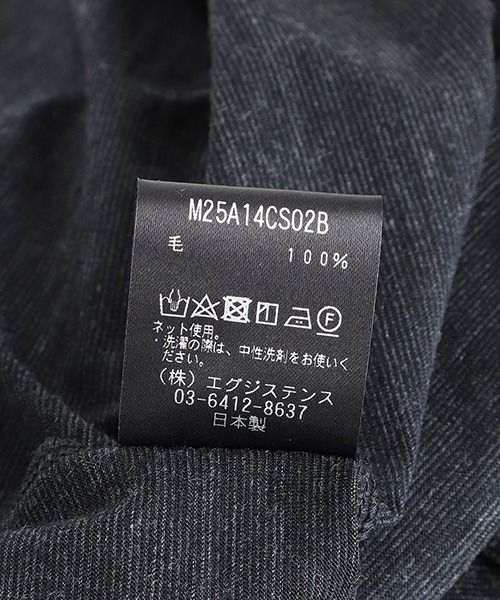 M25A14CS02B
毛 100%
ネット使用。
・洗濯の際は、中性洗剤をお使いく
ださい。
(株) エグジステンス
03-6412-8637
日本製